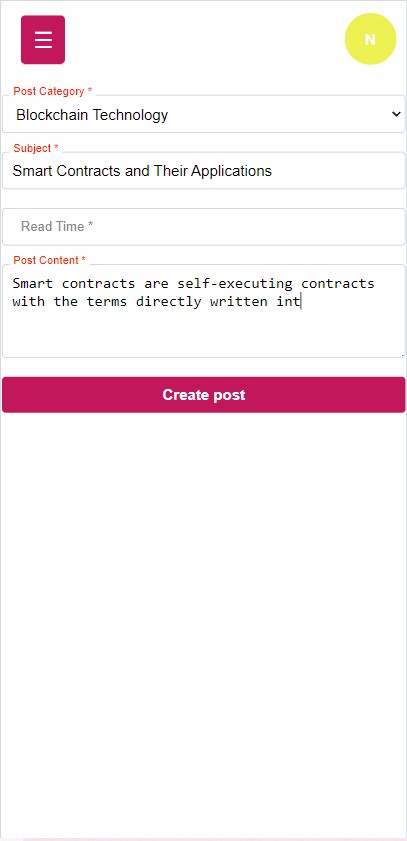 N
Post Category *
Blockchain Technology
Subject *
Smart Contracts and Their Applications
Read Time *
Post Content *
Smart contracts are self-executing contracts
with the terms directly written int
Create post